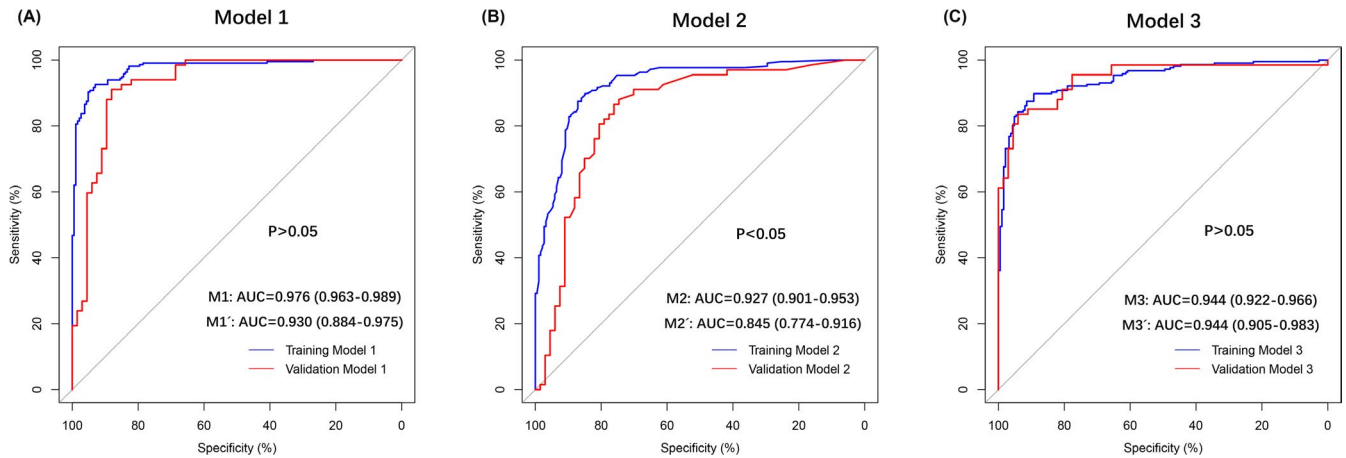 (A)
Model 1
100
80
60
40
20
0
Sensitivity (%)
P>0.05
M1: AUC=0.976 (0.963-0.989)
M1´: AUC=0.930 (0.884-0.975)
Training Model 1
Validation Model 1
100
80
60
40
20
0
Specificity (%)
(B)
Model 2
100
80
60
40
20
0
Sensitivity (%)
P<0.05
M2: AUC=0.927 (0.901-0.953)
M2´: AUC=0.845 (0.774-0.916)
Training Model 2
Validation Model 2
100
80
60
40
20
0
Specificity (%)
(C)
Model 3
100
80
60
40
20
0
Sensitivity (%)
P>0.05
M3: AUC=0.944 (0.922-0.966)
M3´: AUC=0.944 (0.905-0.983)
Training Model 3
Validation Model 3
100
80
60
40
20
0
Specificity (%)